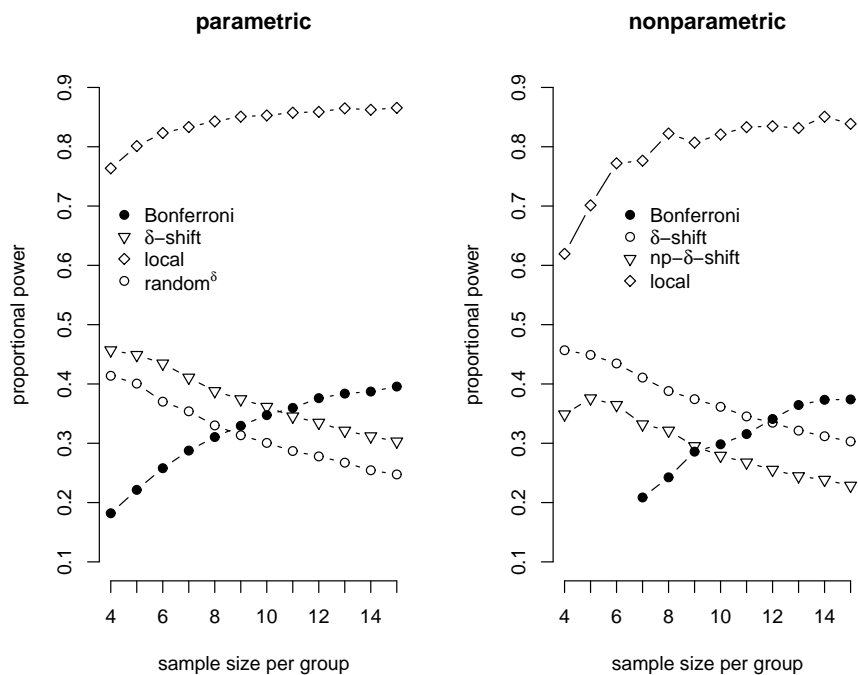 parametric
proportional power
0.9
0.8
0.7
0.6
0.5
0.4
0.3
0.2
0.1
Bonferroni
δ−shift
local
random^δ
4 6 8 10 12 14
sample size per group
nonparametric
proportional power
0.9
0.8
0.7
0.6
0.5
0.4
0.3
0.2
0.1
Bonferroni
δ−shift
np−δ−shift
local
4 6 8 10 12 14
sample size per group